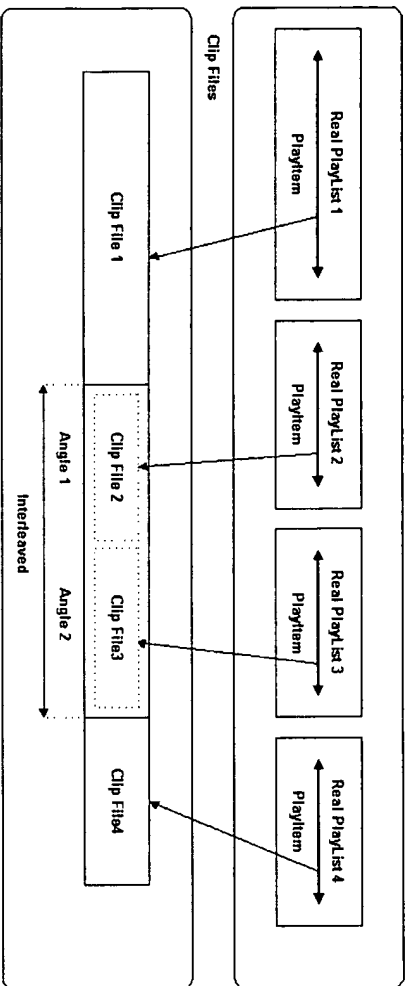 Real PlayList 1
PlayItem
Real PlayList 2
PlayItem
Real PlayList 3
PlayItem
Real PlayList 4
PlayItem
Clip Files
Clip File 1
Clip File 2
Clip File3
Clip File4
Angle 1
Angle 2
Interleaved